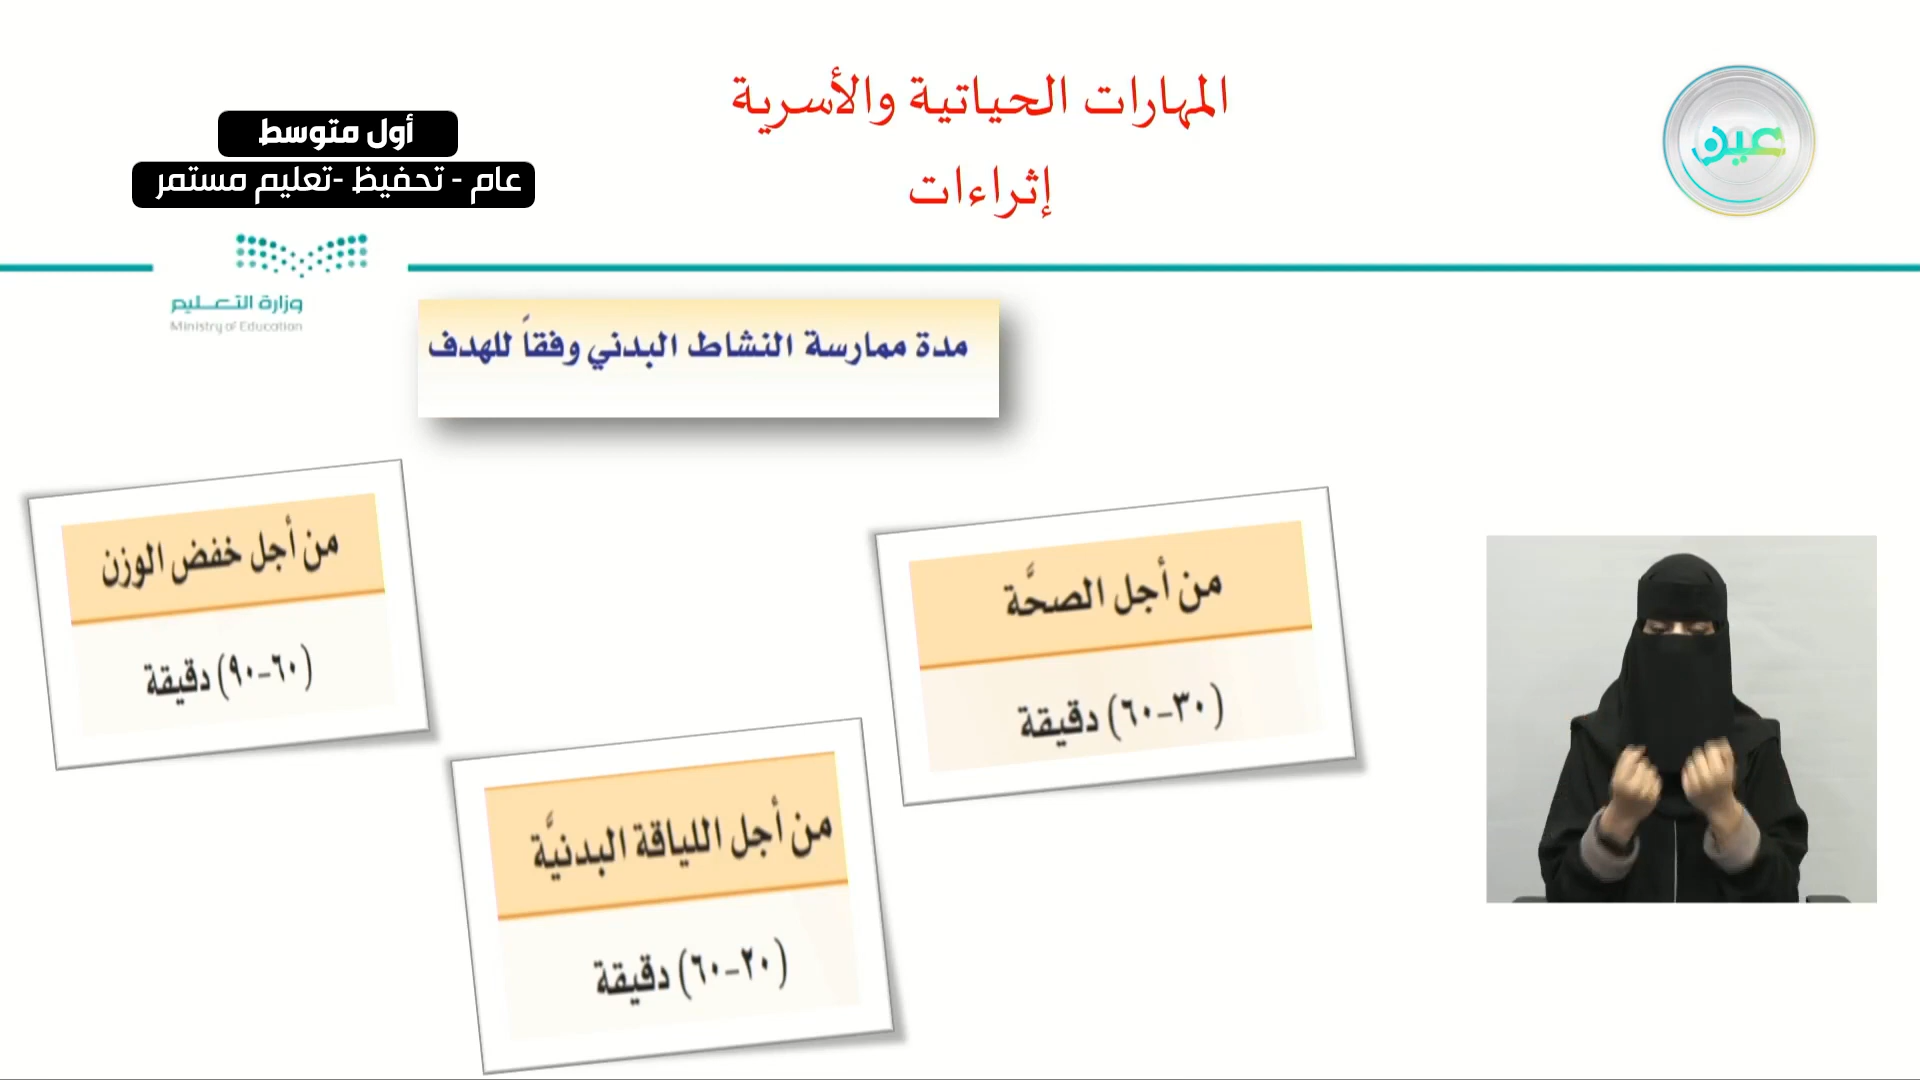 المهارات الحياتية والأسرية
إثراءات
عين
أول متوسط
عام - تحفيظ -تعليم مستمر
وزارة التعليم
Ministry of Education
مدة ممارسة النشاط البدني وفقاً للهدف
من أجل الصحَّة
(٣٠-٦٠) دقيقة
من أجل اللياقة البدنيَّة
(٢٠-٦٠) دقيقة
من أجل خفض الوزن
(٦٠-٩٠) دقيقة